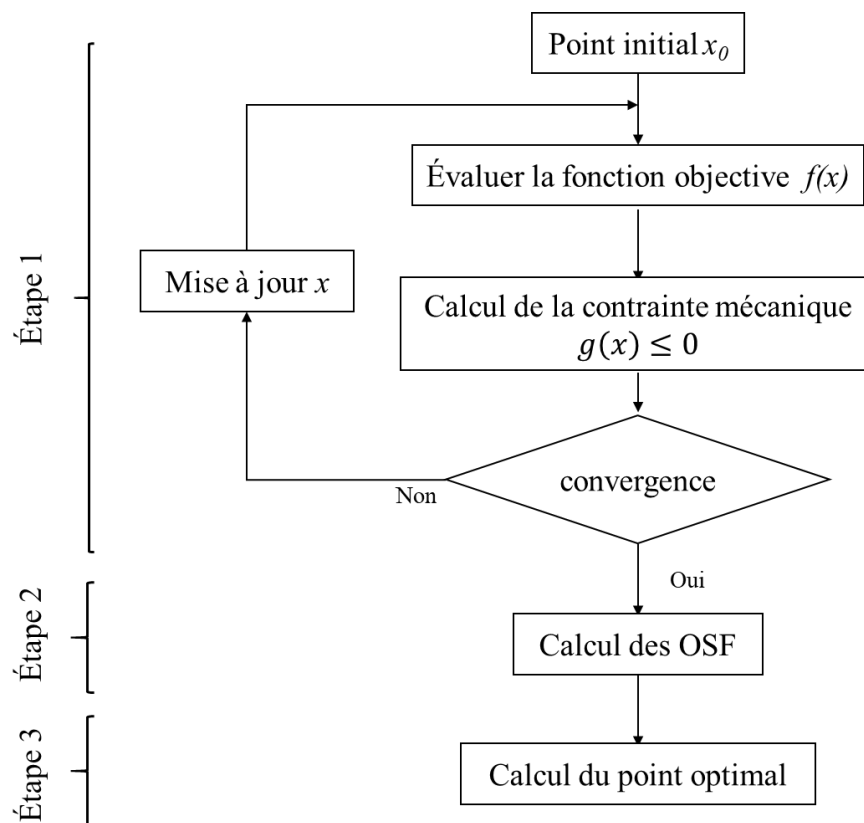 Point initial x₀
Évaluer la fonction objective f(x)
Étape 1
Mise à jour x
Calcul de la contrainte mécanique
g(x) ≤ 0
convergence
Non
Oui
Étape 2
Calcul des OSF
Étape 3
Calcul du point optimal